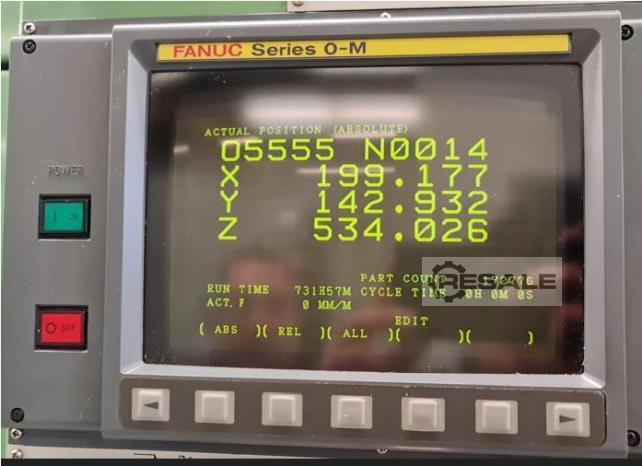 FANUC Series O-M
ACTUAL POSITION (ABSOLUTE)
O5555 N0014
X 199.177
Y 142.932
Z 534.026
PART COUNT
RUN TIME 731H57M CYCLE TIME 0H 0M 0S
ACT.F 0 MM/M
EDIT
( ABS )( REL )( ALL )( )( )
POWER
I ON
O OFF
RESALE